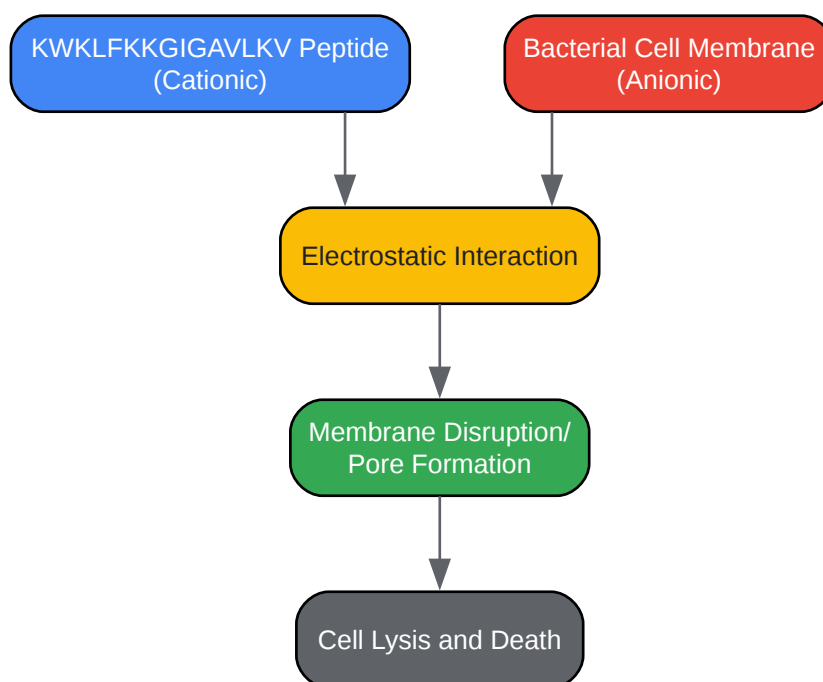 KWKLFKKGIGAVLKV Peptide
(Cationic)
Bacterial Cell Membrane
(Anionic)
Electrostatic Interaction
Membrane Disruption/
Pore Formation
Cell Lysis and Death